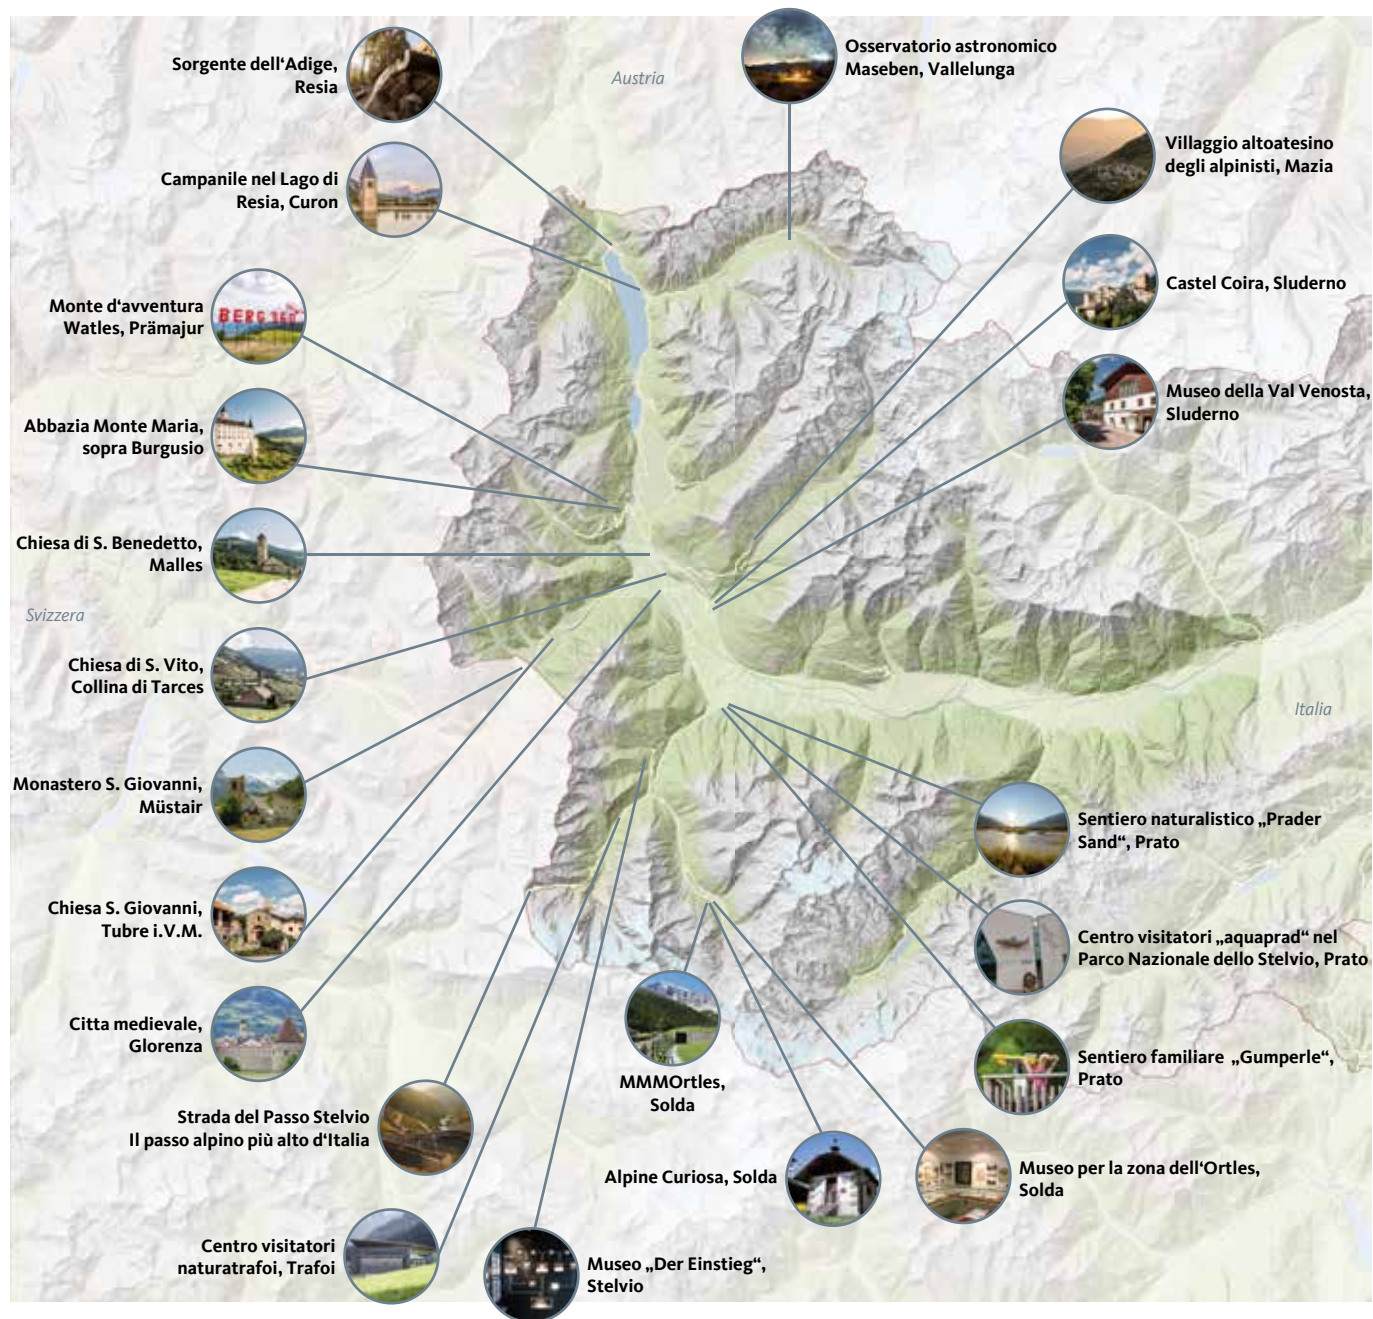 Sorgente dell‘Adige,
Resia
Austria
Osservatorio astronomico
Maseben, Vallelunga
Campanile nel Lago di
Resia, Curon
Villaggio altoatesino
degli alpinisti, Mazia
Monte d‘avventura
Watles, Prämajur
BERG 360°
Castel Coira, Sluderno
Abbazia Monte Maria,
sopra Burgusio
Museo della Val Venosta,
Sluderno
Chiesa di S. Benedetto,
Malles
Svizzera
Chiesa di S. Vito,
Collina di Tarces
Italia
Monastero S. Giovanni,
Müstair
Sentiero naturalistico „Prader
Sand“, Prato
Chiesa S. Giovanni,
Tubre i.V.M.
Centro visitatori „aquaprad“ nel
Parco Nazionale dello Stelvio, Prato
Citta medievale,
Glorenza
Sentiero familiare „Gumperle“,
Prato
MMMOrtles,
Solda
Strada del Passo Stelvio
Il passo alpino più alto d‘Italia
Alpine Curiosa, Solda
Museo per la zona dell‘Ortles,
Solda
Centro visitatori
naturatrafoi, Trafoi
Museo „Der Einstieg“,
Stelvio